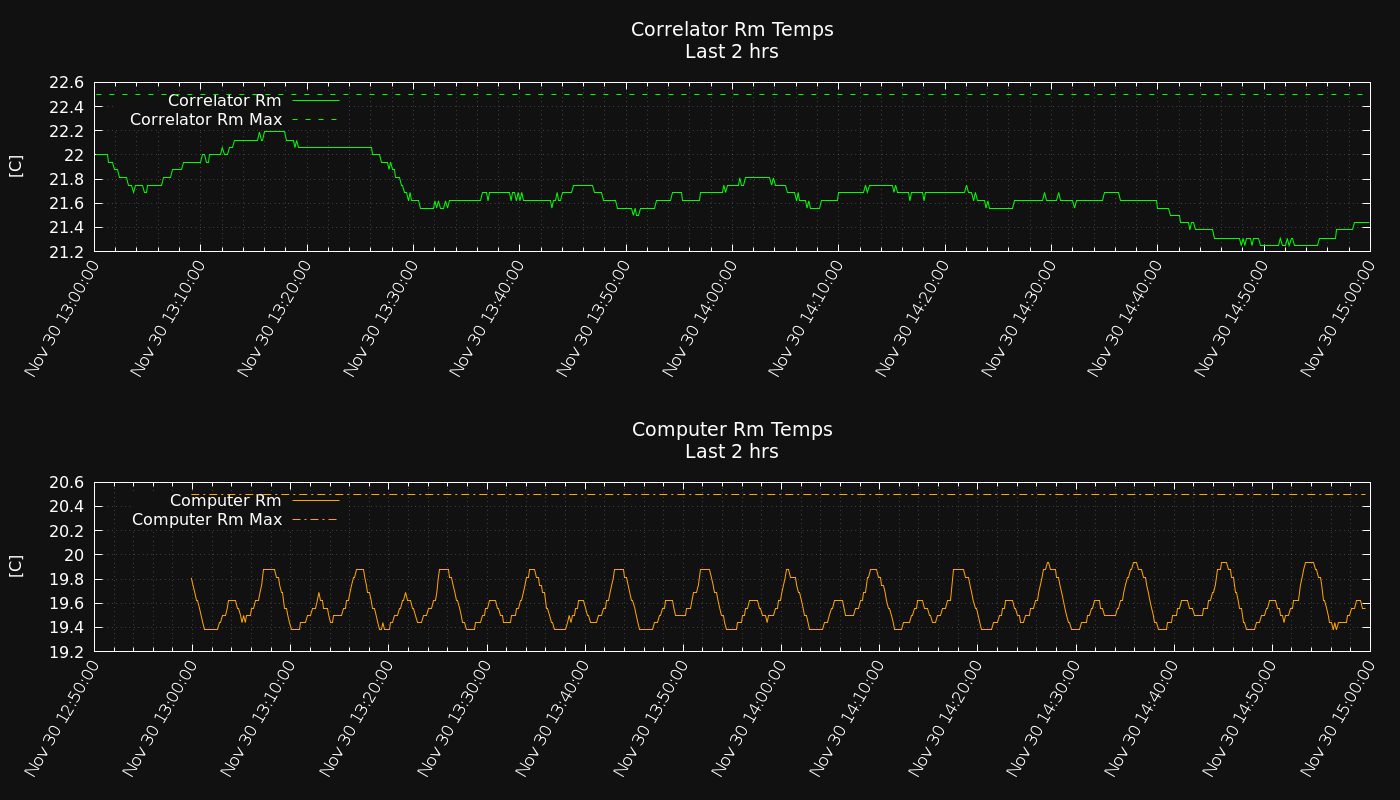 Correlator Rm Temps
Last 2 hrs
22.6
22.4
22.2
22
21.8
21.6
21.4
21.2
[C]
Correlator Rm
Correlator Rm Max
Nov 30 13:00:00
Nov 30 13:10:00
Nov 30 13:20:00
Nov 30 13:30:00
Nov 30 13:40:00
Nov 30 13:50:00
Nov 30 14:00:00
Nov 30 14:10:00
Nov 30 14:20:00
Nov 30 14:30:00
Nov 30 14:40:00
Nov 30 14:50:00
Nov 30 15:00:00
Computer Rm Temps
Last 2 hrs
20.6
20.4
20.2
20
19.8
19.6
19.4
19.2
[C]
Computer Rm
Computer Rm Max
Nov 30 12:50:00
Nov 30 13:00:00
Nov 30 13:10:00
Nov 30 13:20:00
Nov 30 13:30:00
Nov 30 13:40:00
Nov 30 13:50:00
Nov 30 14:00:00
Nov 30 14:10:00
Nov 30 14:20:00
Nov 30 14:30:00
Nov 30 14:40:00
Nov 30 14:50:00
Nov 30 15:00:00